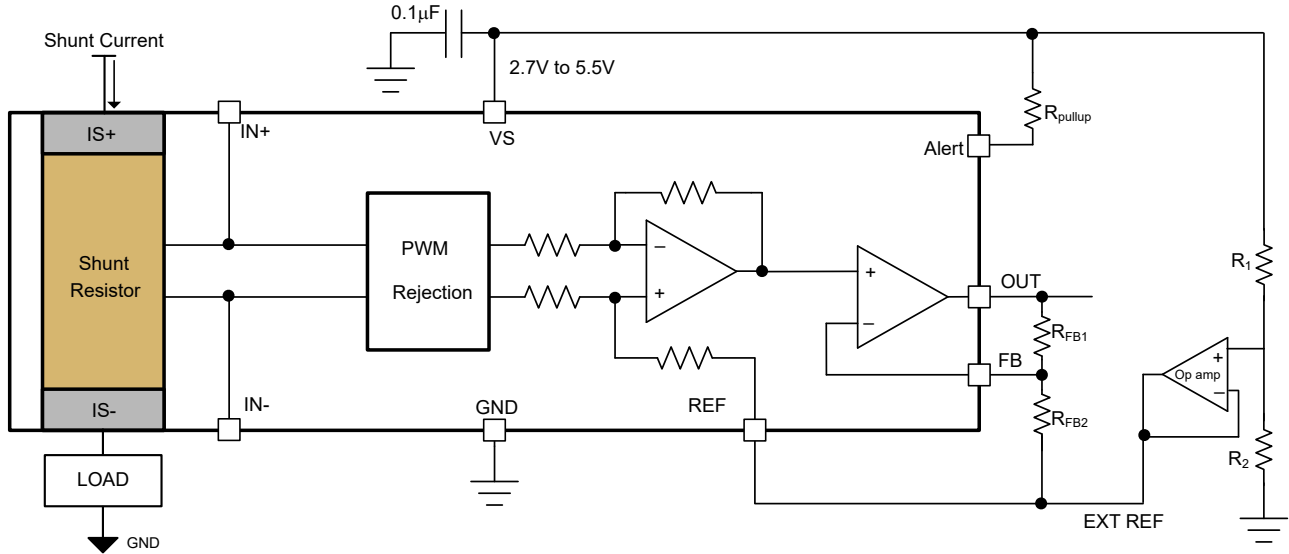 0.1µF
Shunt Current
2.7V to 5.5V
IS+
IN+
VS
Rpullup
Alert
PWM
Rejection
Shunt
Resistor
−
+
+
−
OUT
R1
RFB1
FB
+
Op amp
−
IS-
IN-
GND
REF
RFB2
R2
LOAD
EXT REF
GND